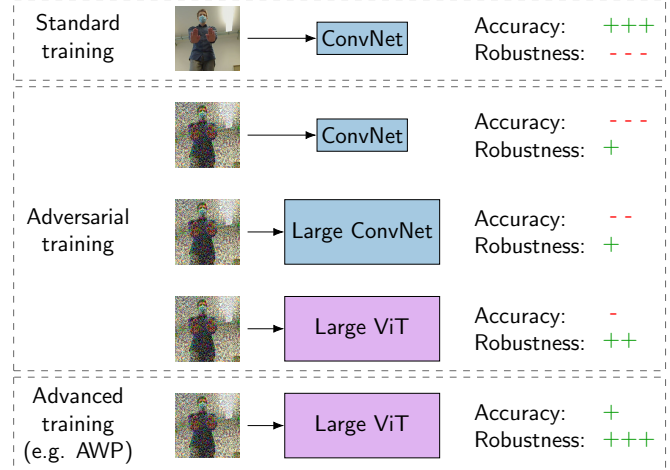 Standard
training
ConvNet
Accuracy: +++
Robustness: ---
Adversarial
training
ConvNet
Accuracy: ---
Robustness: +
Large ConvNet
Accuracy: --
Robustness: +
Large ViT
Accuracy: -
Robustness: ++
Advanced
training
(e.g. AWP)
Large ViT
Accuracy: +
Robustness: +++